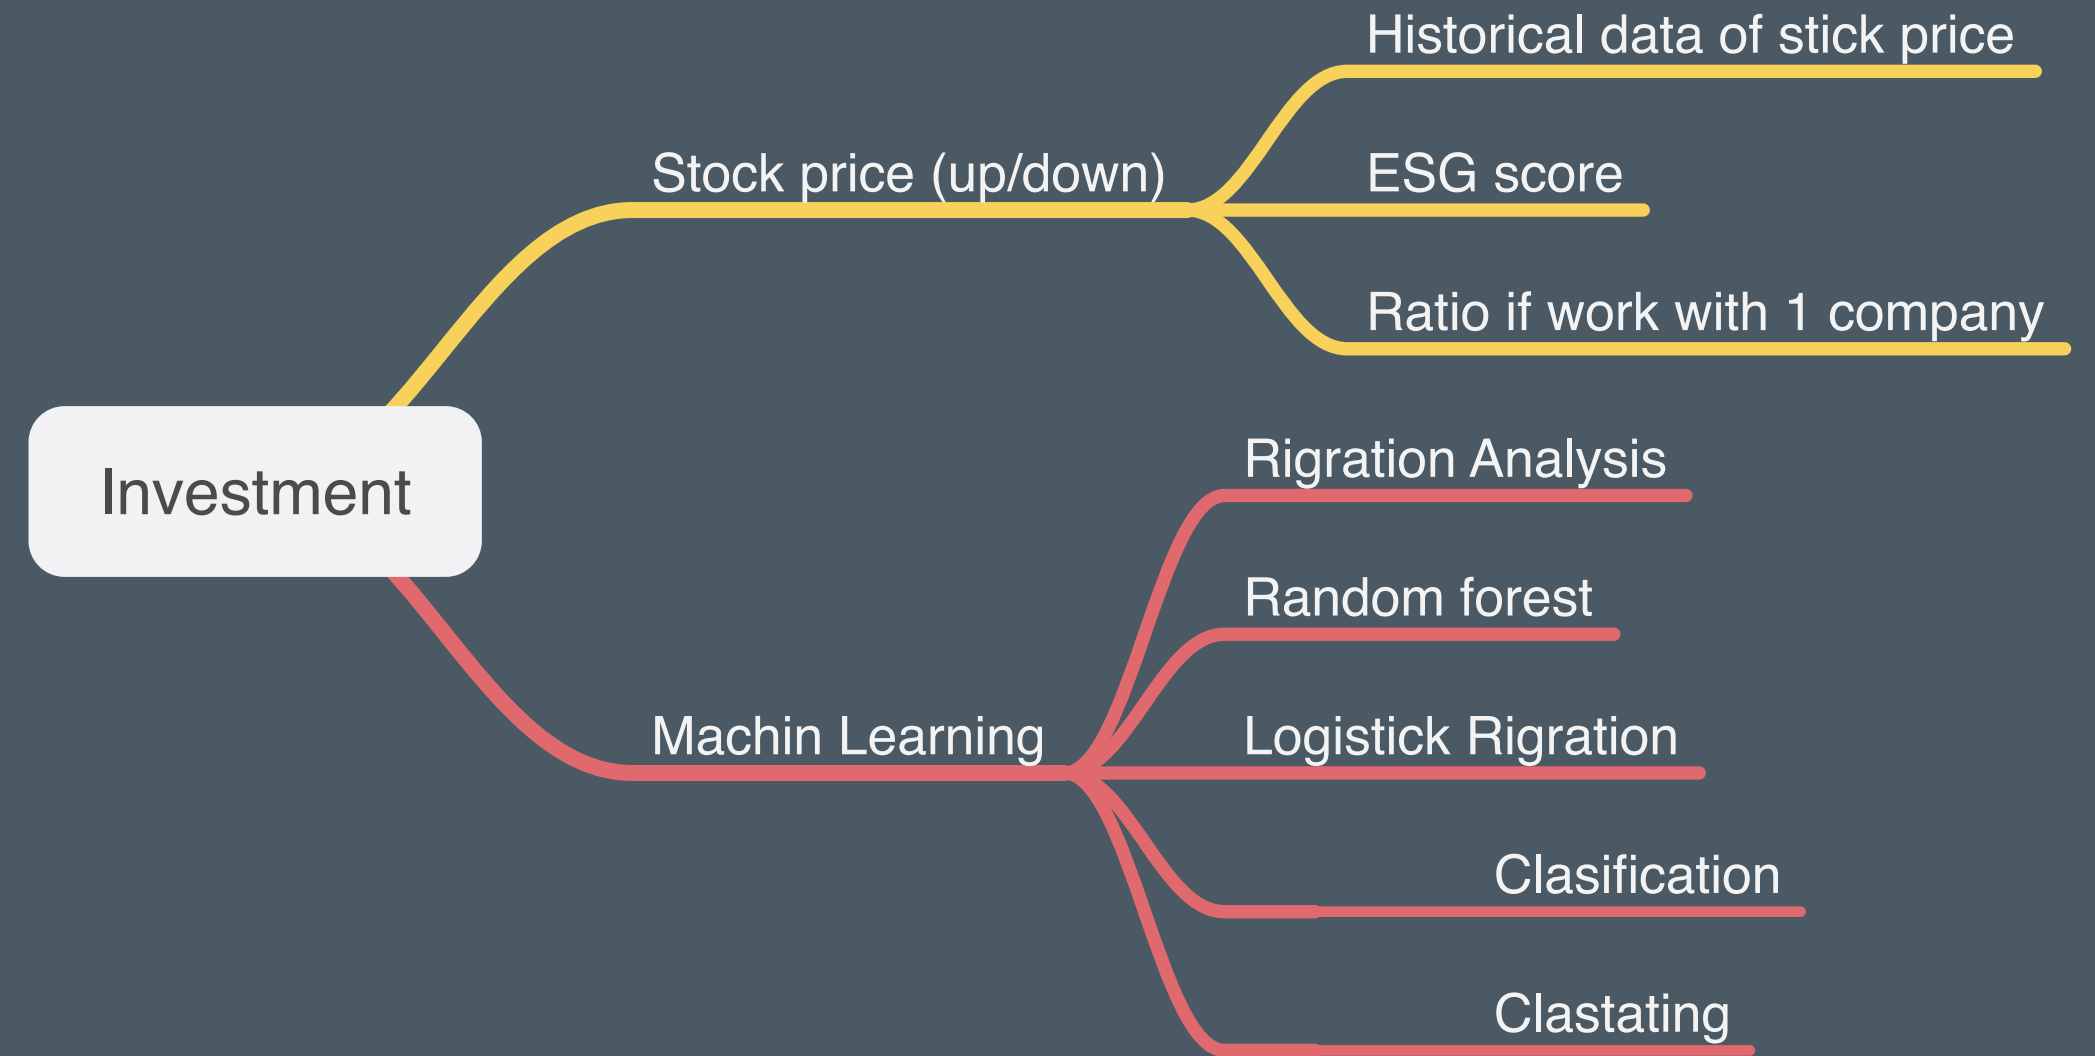 Historical data of stick price
Stock price (up/down)
ESG score
Ratio if work with 1 company
Investment
Rigration Analysis
Random forest
Machin Learning
Logistick Rigration
Clasification
Clastating